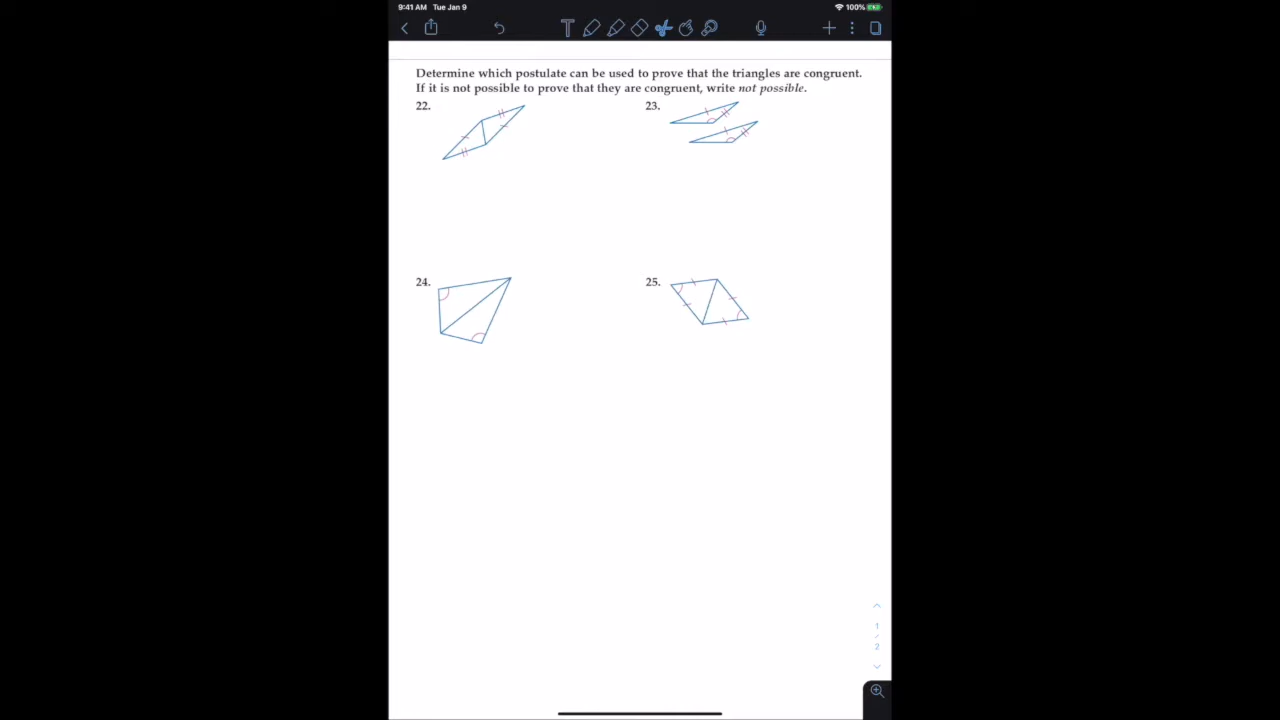 9:41 AM Tue Jan 9
100%
T
Determine which postulate can be used to prove that the triangles are congruent.
If it is not possible to prove that they are congruent, write not possible.
22.
23.
24.
25.
1
/
2